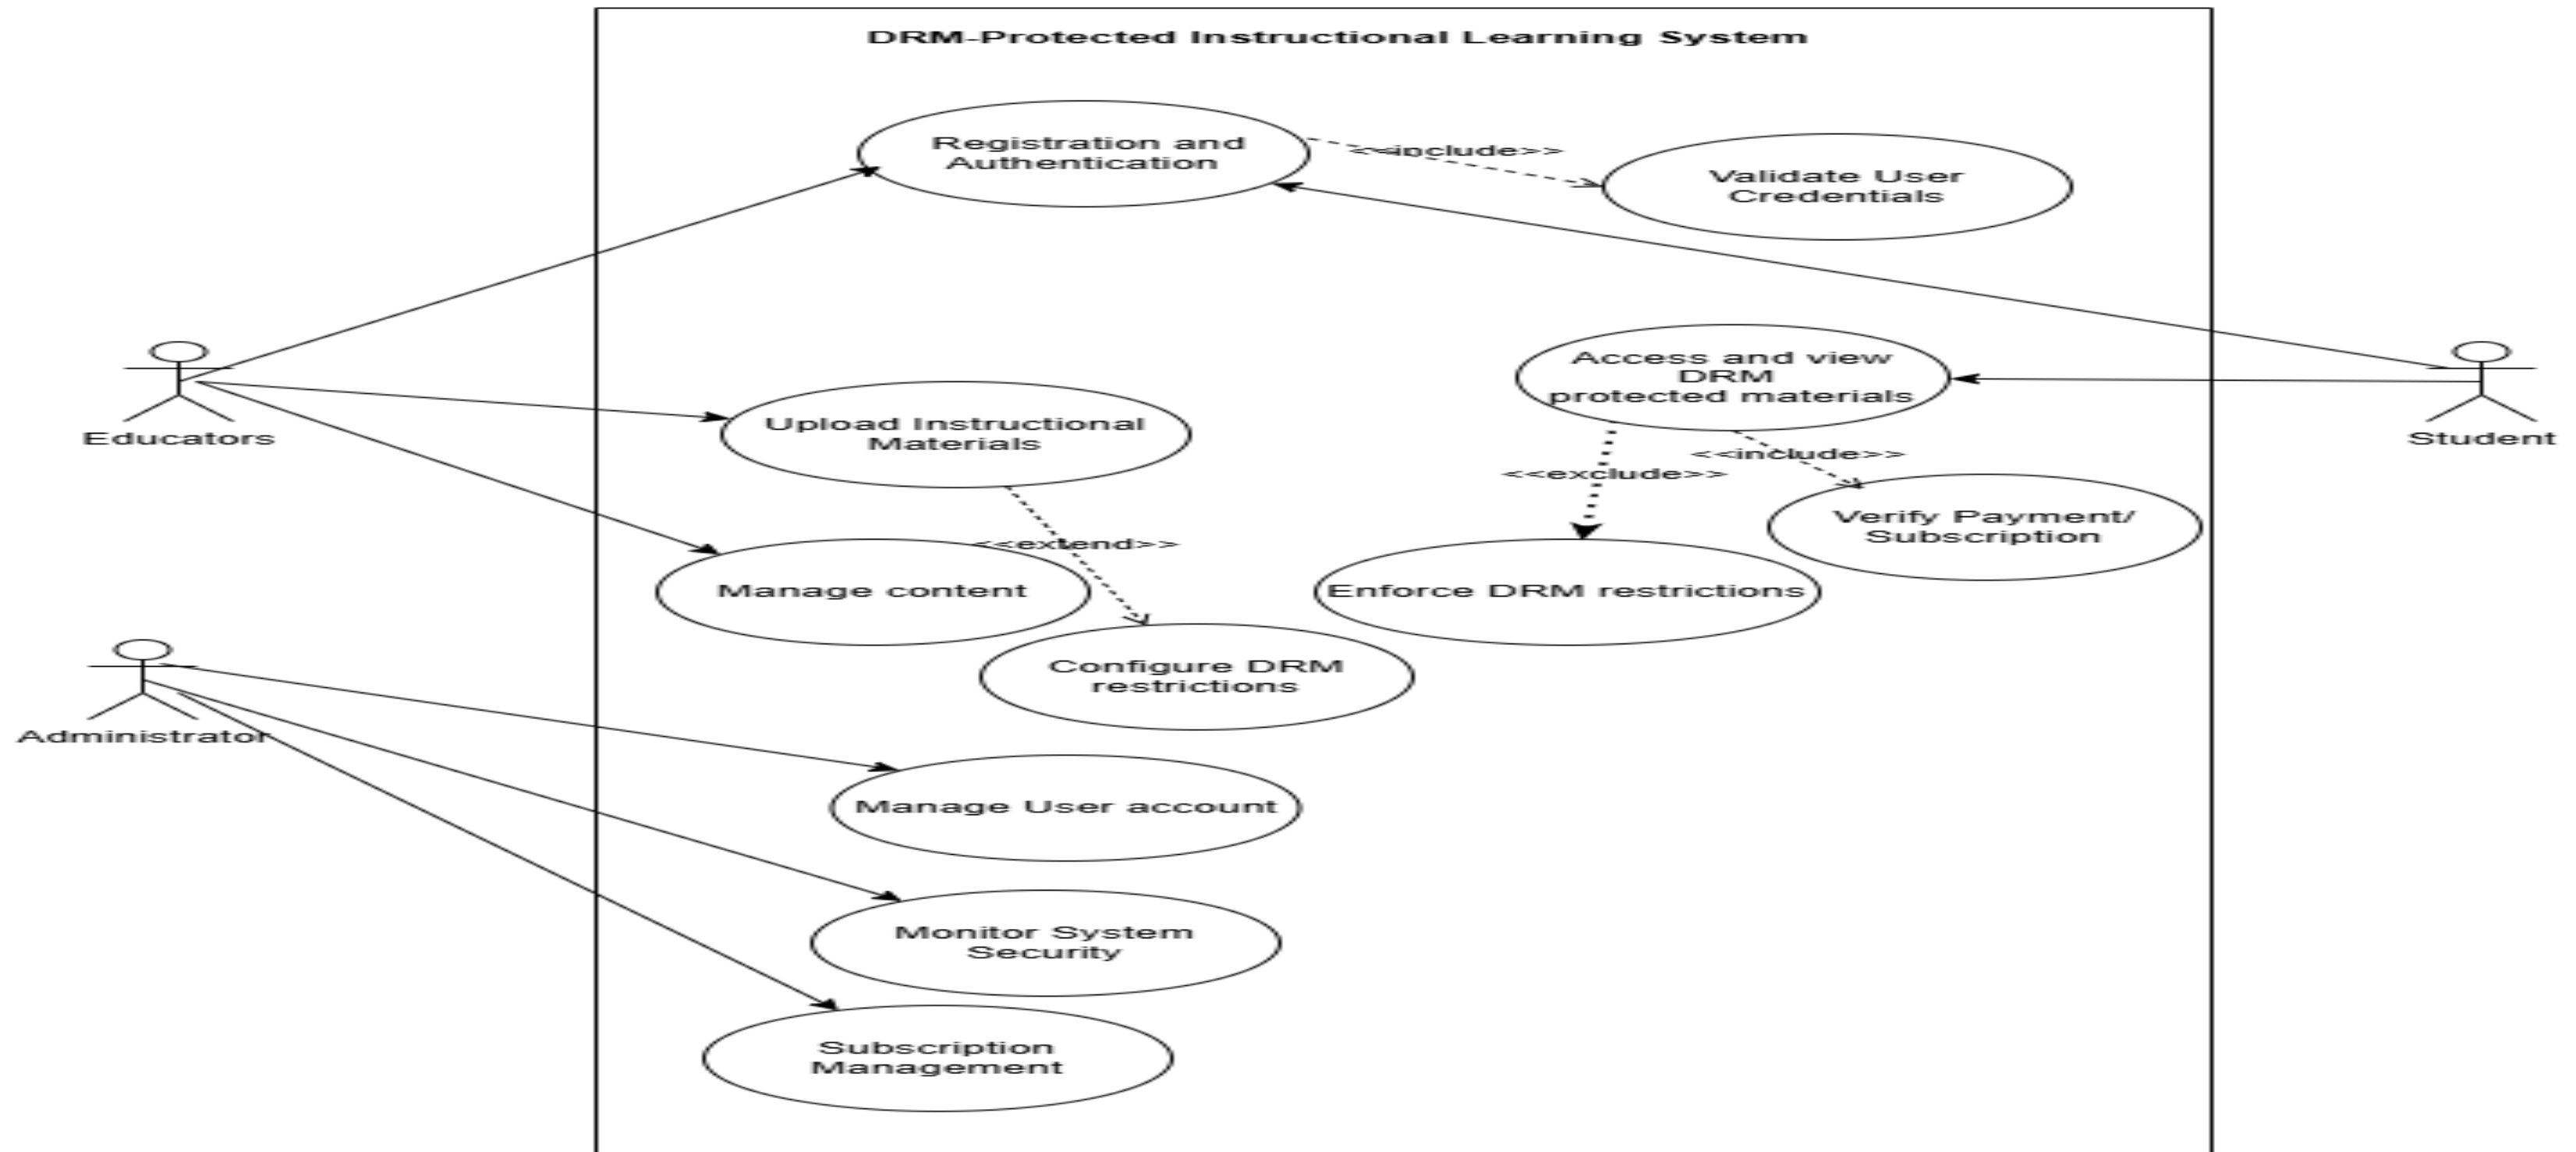 DRM-Protected Instructional Learning System
Registration and
Authentication
<<include>>
Validate User
Credentials
Educators
Upload Instructional
Materials
Access and view
DRM
protected materials
Student
<<exclude>>
<<include>>
Verify Payment/
Subscription
<<extend>>
Manage content
Enforce DRM restrictions
Configure DRM
restrictions
Administrator
Manage User account
Monitor System
Security
Subscription
Management